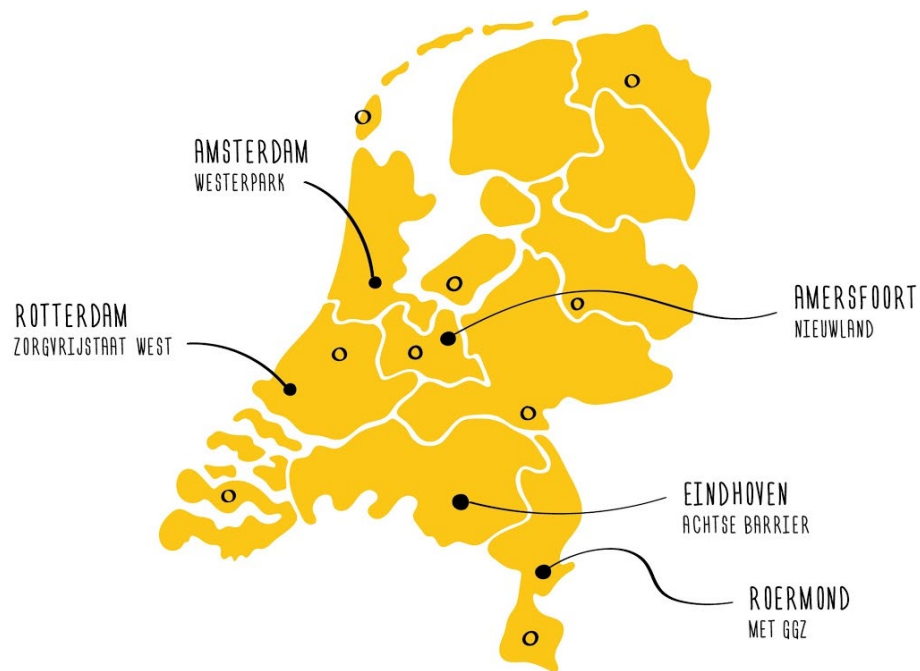 AMSTERDAM
WESTERPARK
ROTTERDAM
ZORGVRIJSTAAT WEST
AMERSFOORT
NIEUWLAND
EINDHOVEN
ACHTSE BARRIER
ROERMOND
MET GGZ